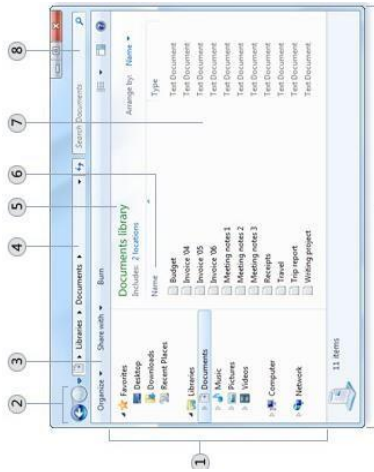 2
3
4
5
6
7
8
Libraries Documents
Search Documents
Organize Share with Burn
Favorites
Desktop
Downloads
Recent Places
Libraries
Documents
Music
Pictures
Videos
Computer
Network
Documents library
Includes: 2 locations
Arrange by: Name
Name Type
Budget Text Document
Invoice '04 Text Document
Invoice '05 Text Document
Invoice '06 Text Document
Meeting notes 1 Text Document
Meeting notes 2 Text Document
Meeting notes 3 Text Document
Receipts Text Document
Travel Text Document
Trip report Text Document
Writing project Text Document
11 items
1